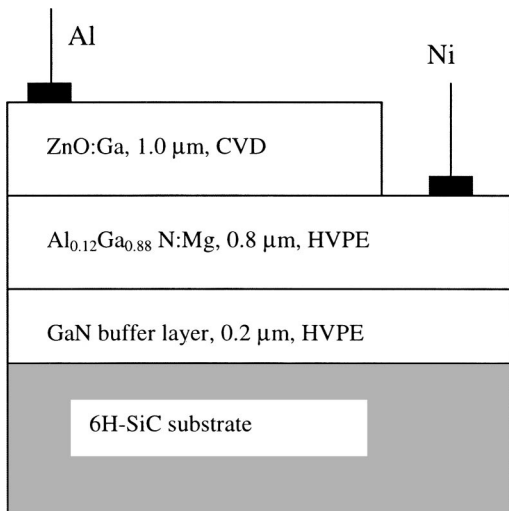 Al
Ni
ZnO:Ga, 1.0 μm, CVD
Al₀.₁₂Ga₀.₈₈ N:Mg, 0.8 μm, HVPE
GaN buffer layer, 0.2 μm, HVPE
6H-SiC substrate